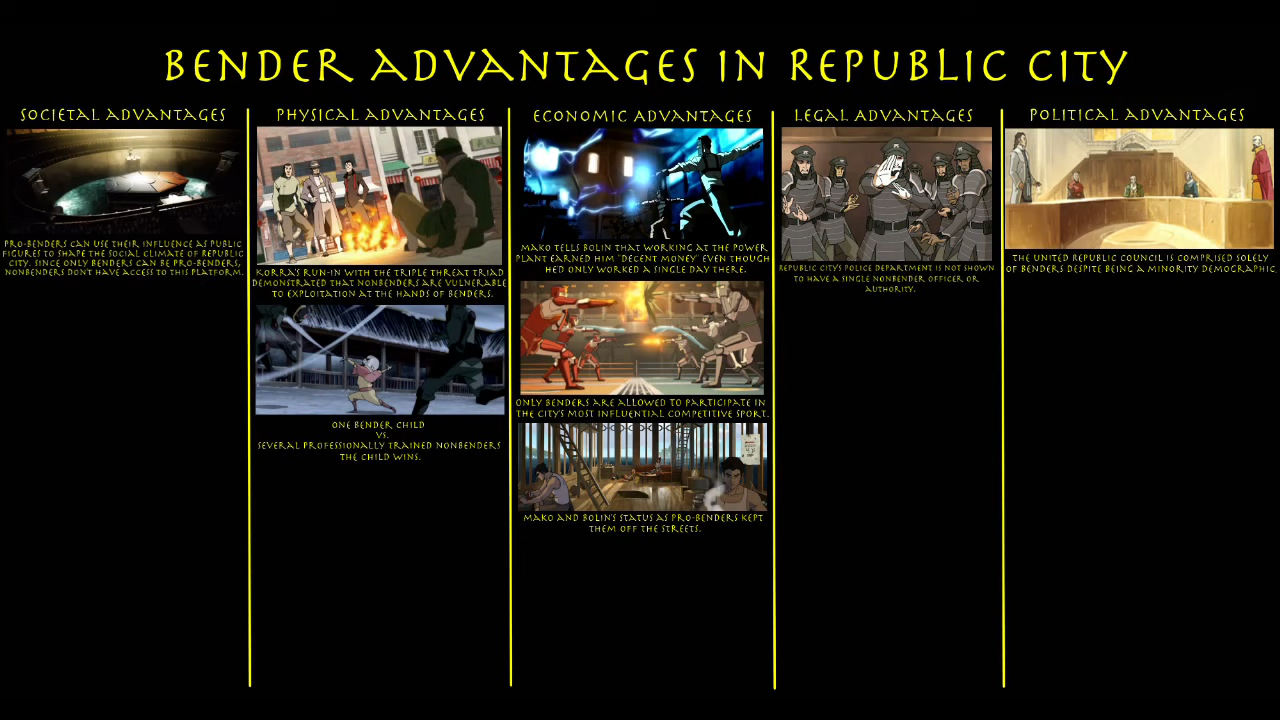 BENDER ADVANTAGES IN REPUBLIC CITY
SOCIETAL ADVANTAGES
PRO-BENDERS CAN USE THEIR INFLUENCE AS PUBLIC
FIGURES TO SHAPE THE SOCIAL CLIMATE OF REPUBLIC
CITY. SINCE ONLY BENDERS CAN BE PRO-BENDERS,
NONBENDERS DON'T HAVE ACCESS TO THIS PLATFORM.
PHYSICAL ADVANTAGES
KORRA'S RUN-IN WITH THE TRIPLE THREAT TRIAD
DEMONSTRATED THAT NONBENDERS ARE VULNERABLE
TO EXPLOITATION AT THE HANDS OF BENDERS.
ONE BENDER CHILD
VS.
SEVERAL PROFESSIONALLY TRAINED NONBENDERS
THE CHILD WINS.
ECONOMIC ADVANTAGES
MAKO TELLS BOLIN THAT WORKING AT THE POWER
PLANT EARNED HIM "DECENT MONEY" EVEN THOUGH
HED ONLY WORKED A SINGLE DAY THERE.
ONLY BENDERS ARE ALLOWED TO PARTICIPATE IN
THE CITY'S MOST INFLUENTIAL COMPETITIVE SPORT.
MAKO AND BOLIN'S STATUS AS PRO-BENDERS KEPT
THEM OFF THE STREETS.
LEGAL ADVANTAGES
REPUBLIC CITY'S POLICE DEPARTMENT IS NOT SHOWN
TO HAVE A SINGLE NONBENDER OFFICER OR
AUTHORITY.
POLITICAL ADVANTAGES
THE UNITED REPUBLIC COUNCIL IS COMPRISED SOLELY
OF BENDERS DESPITE BEING A MINORITY DEMOGRAPHIC.